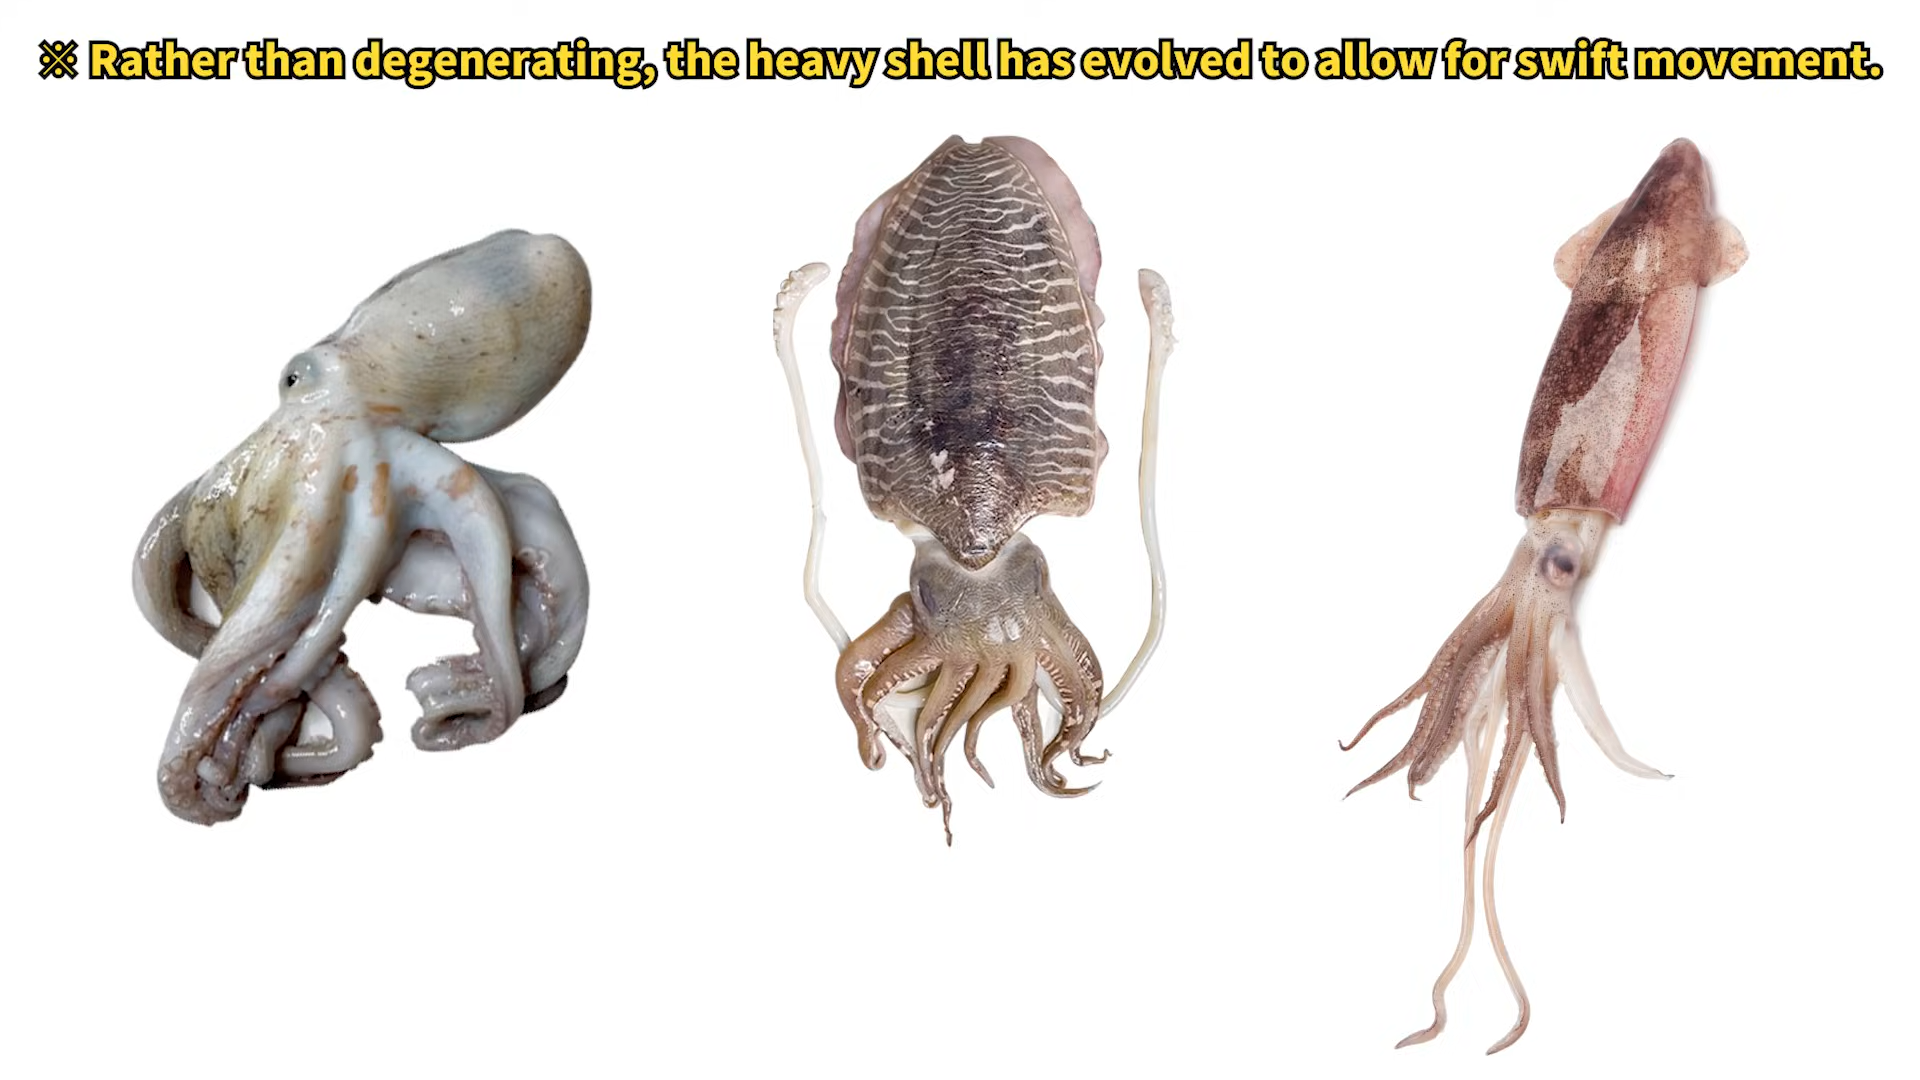 ※ Rather than degenerating, the heavy shell has evolved to allow for swift movement.